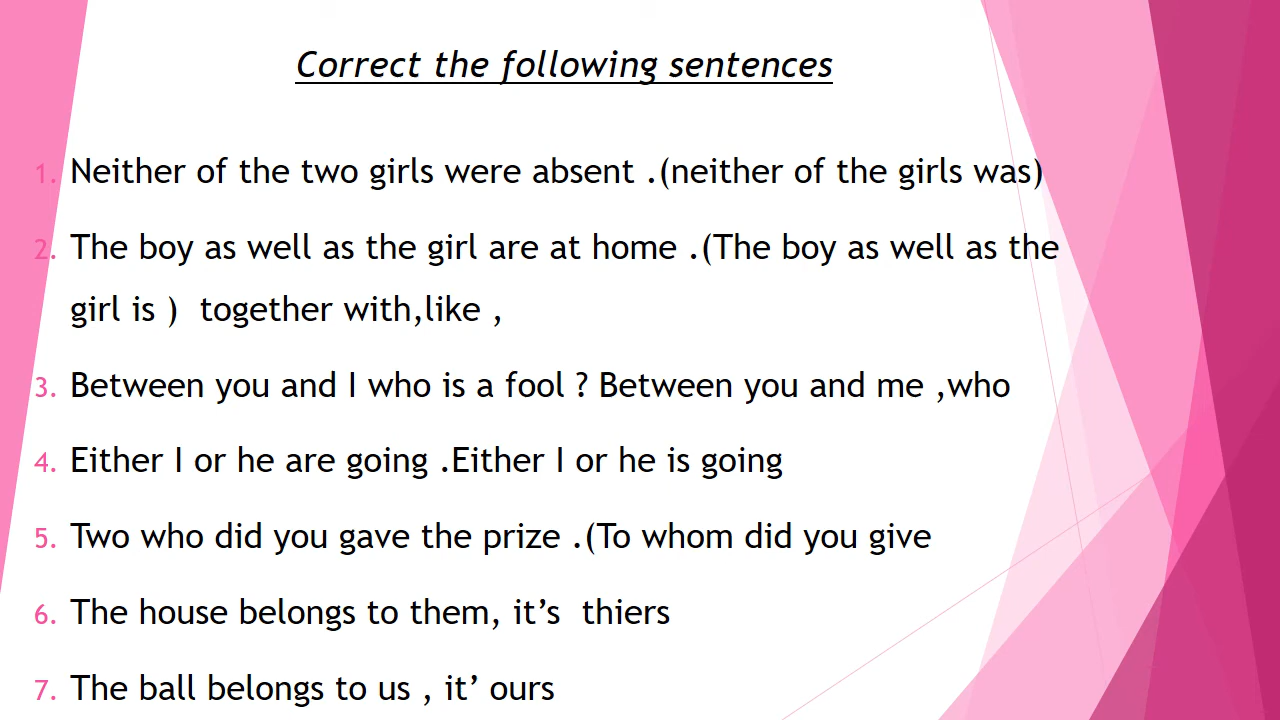 Correct the following sentences
1. Neither of the two girls were absent .(neither of the girls was)
2. The boy as well as the girl are at home .(The boy as well as the
girl is ) together with,like ,
3. Between you and I who is a fool ? Between you and me ,who
4. Either I or he are going .Either I or he is going
5. Two who did you gave the prize .(To whom did you give
6. The house belongs to them, it’s thiers
7. The ball belongs to us , it’ ours